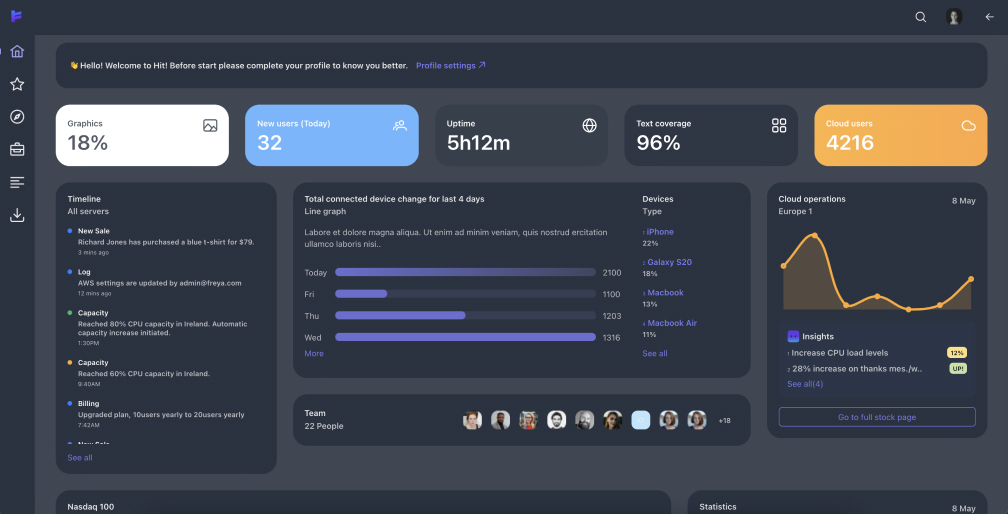 👋 Hello! Welcome to Hit! Before start please complete your profile to know you better. Profile settings ↗
Graphics
18%
New users (Today)
32
Uptime
5h12m
Text coverage
96%
Cloud users
4216
Timeline
All servers
New Sale
Richard Jones has purchased a blue t-shirt for $79.
3 mins ago
Log
AWS settings are updated by admin@freya.com
12 mins ago
Capacity
Reached 80% CPU capacity in Ireland. Automatic
capacity increase initiated.
1:30PM
Capacity
Reached 60% CPU capacity in Ireland.
9:40AM
Billing
Upgraded plan, 10users yearly to 20users yearly
7:42AM
New Sale
See all
Total connected device change for last 4 days
Line graph
Labore et dolore magna aliqua. Ut enim ad minim veniam, quis nostrud ercitation
ullamco laboris nisi..
Today 2100
Fri 1100
Thu 1203
Wed 1316
More
Devices
Type
1 iPhone
22%
2 Galaxy S20
18%
3 Macbook
13%
4 Macbook Air
11%
See all
Team
22 People
+18
Cloud operations
Europe 1
8 May
Insights
1 Increase CPU load levels 12%
2 28% increase on thanks mes./w.. UP!
See all(4)
Go to full stock page
Nasdaq 100
Statistics
8 May